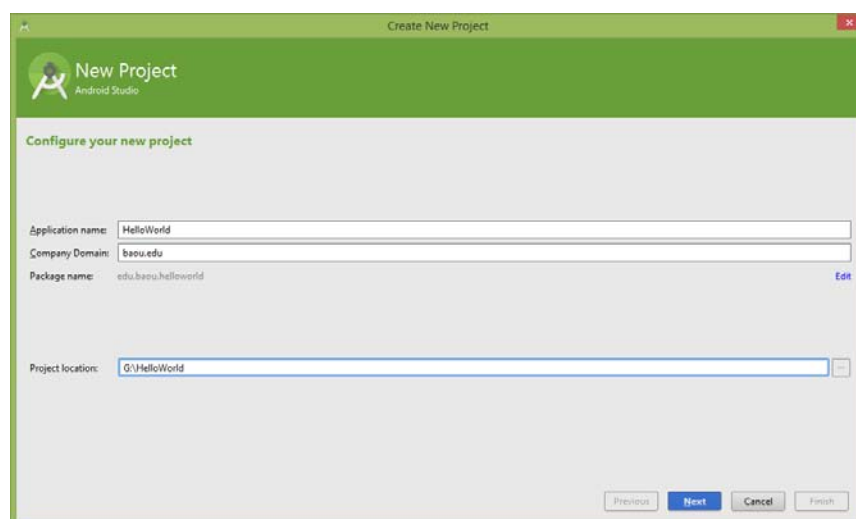 Create New Project
New Project
Android Studio
Configure your new project
Application name: HelloWorld
Company Domain: baou.edu
Package name: edu.baou.helloworld Edit
Project location: G:\HelloWorld ...
Previous Next Cancel Finish